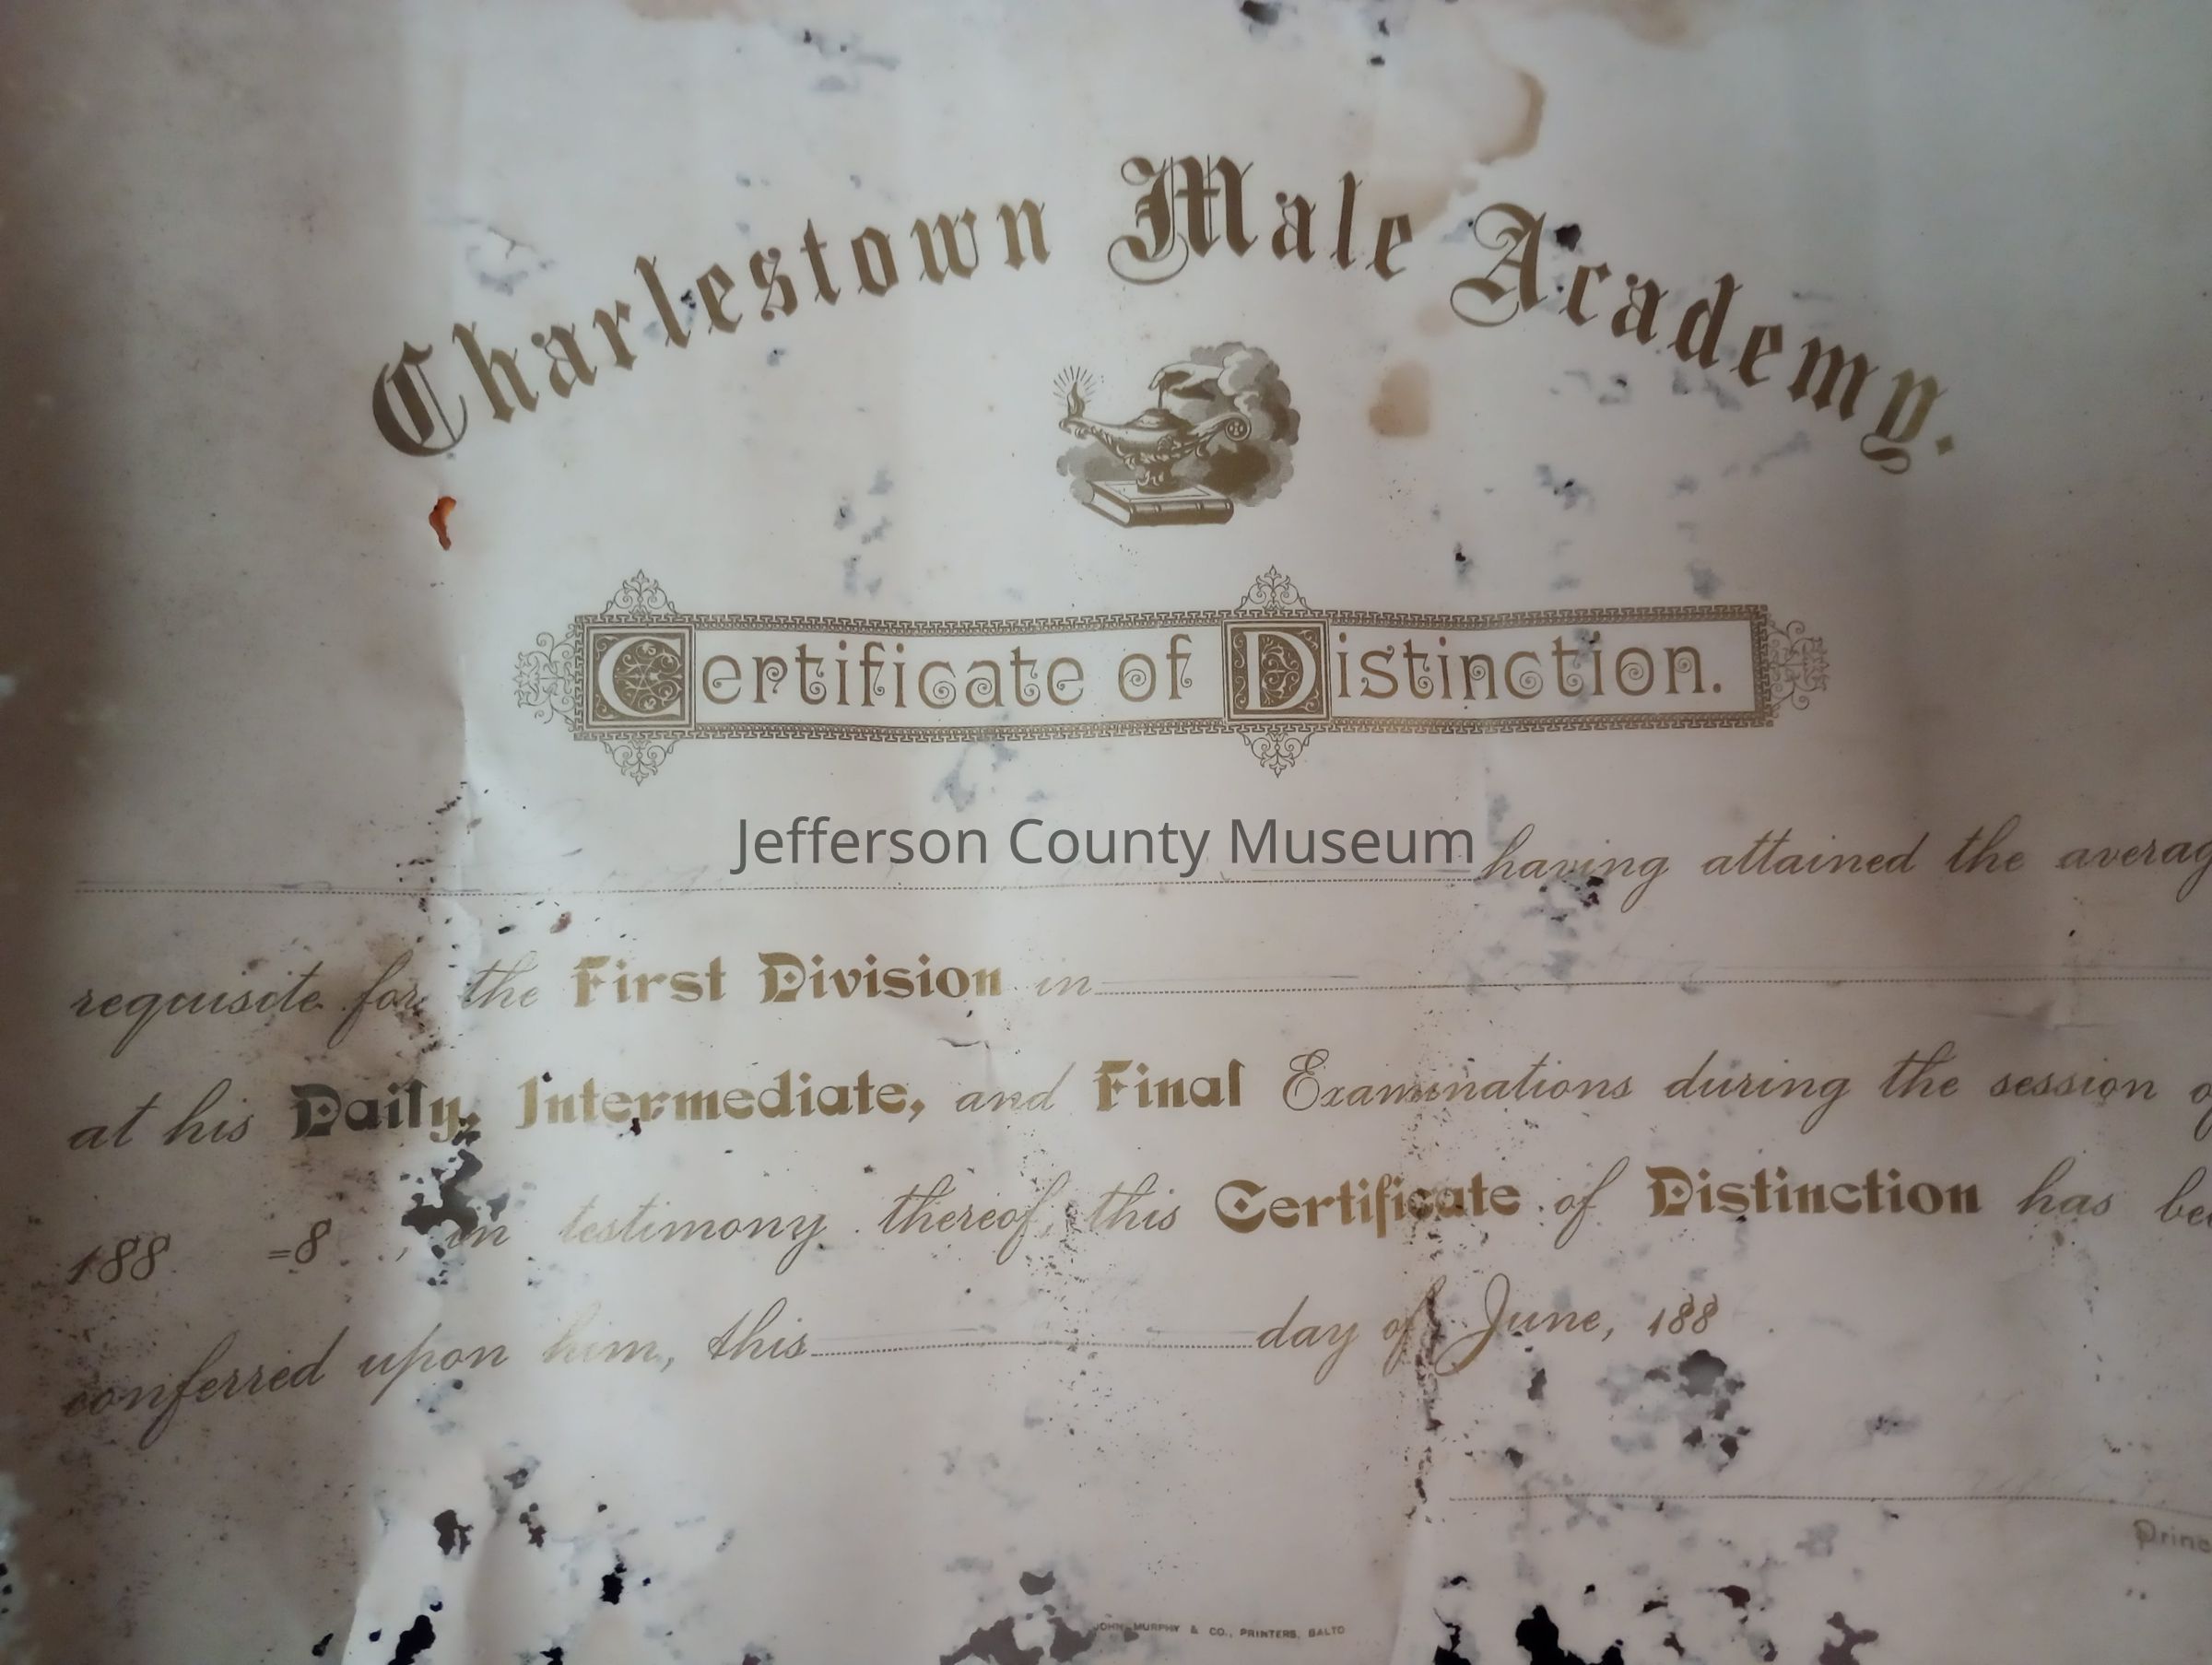 Charlestown Male Academy.
Certificate of Distinction.
Jefferson County Museum
having attained the averag
requisite for the First Division in
at his Daily, Intermediate, and Final Examinations during the session o
188 =8 , in testimony thereof, this Certificate of Distinction has be
conferred upon him, this day of June, 188
Princ
JOHN MURPHY & CO., PRINTERS, BALTO